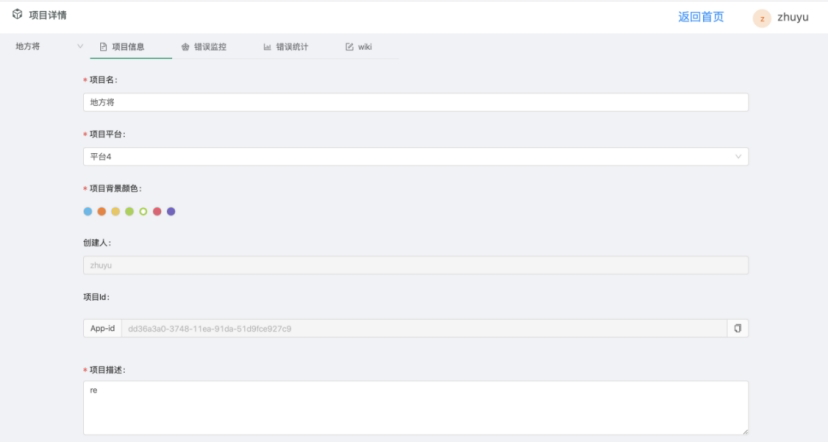 项目详情
返回首页
z
zhuyu
地方将
项目信息
错误监控
错误统计
wiki
* 项目名:
地方将
* 项目平台:
平台4
* 项目背景颜色:
创建人:
zhuyu
项目Id:
App-id
dd36a3a0-3748-11ea-91da-51d9fce927c9
* 项目描述:
re